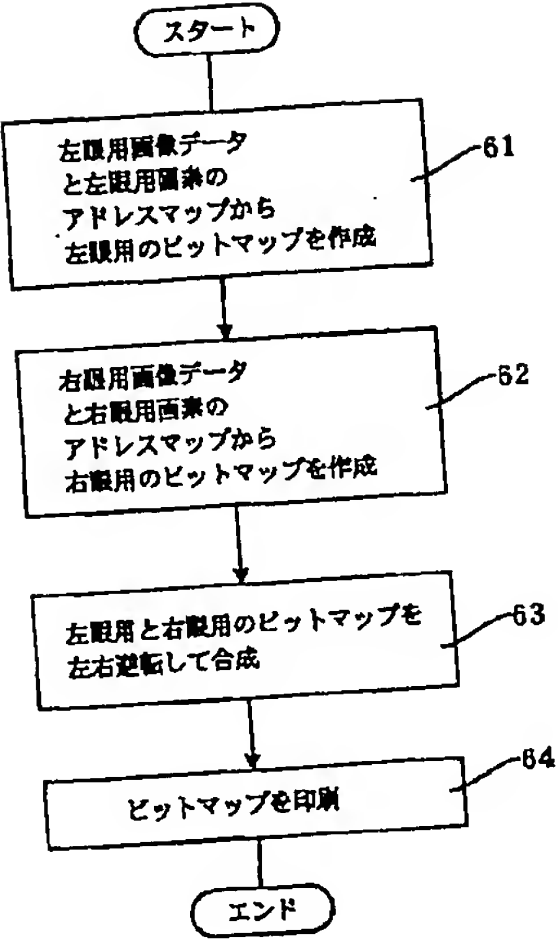 スタート
左眼用画像データ
と左眼用画素の
アドレスマップから
左眼用のビットマップを作成
61
右眼用画像データ
と右眼用画素の
アドレスマップから
右眼用のビットマップを作成
62
左眼用と右眼用のビットマップを
左右逆転して合成
63
ビットマップを印刷
64
エンド